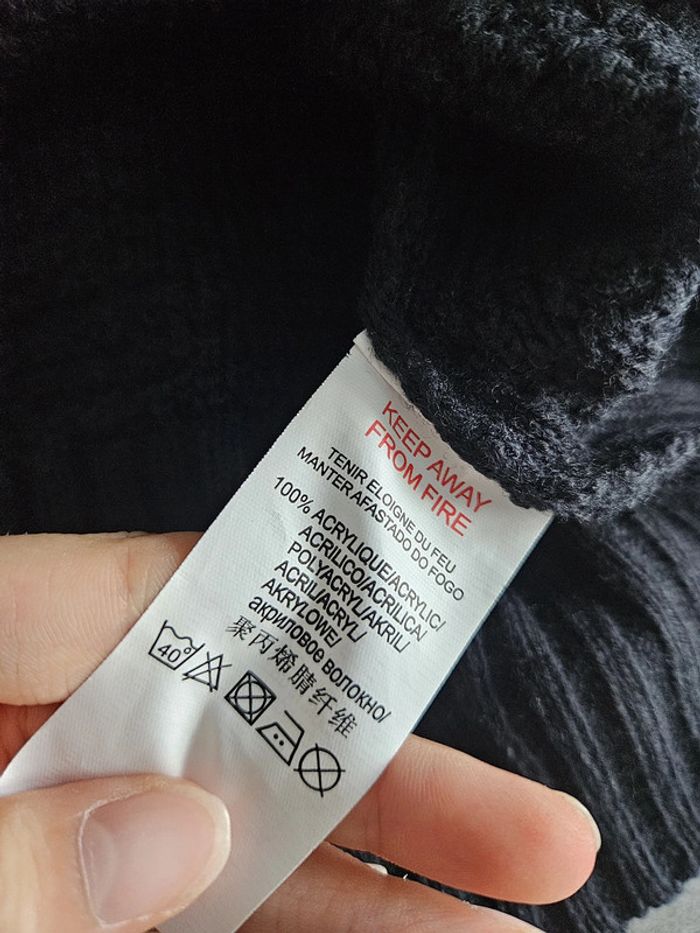 KEEP AWAY
FROM FIRE
TENIR ELOIGNE DU FEU
MANTER AFASTADO DO FOGO
100% ACRYLIQUE/ACRYLIC/
ACRILICO/ACRILICA/
POLYACRYL/AKRIL/
ACRIL/ACRYL/
AKRYLOWE/
акриловое волокно/
聚丙烯腈纤维
40°